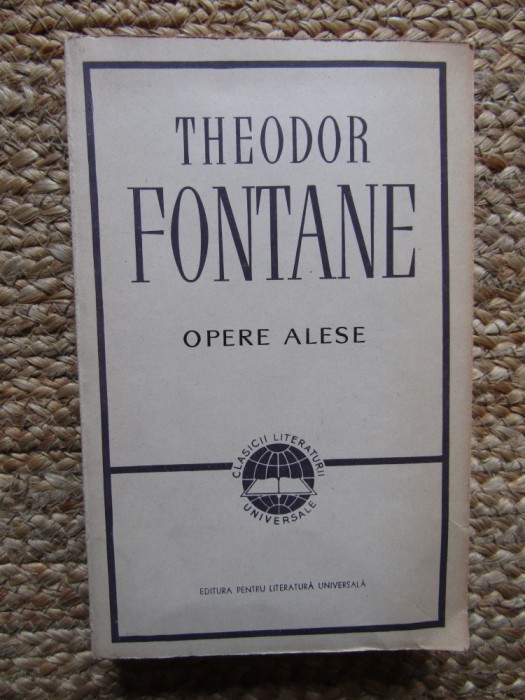 THEODOR
FONTANE
OPERE ALESE
CLASICII LITERATURII
UNIVERSALE
EDITURA PENTRU LITERATURĂ UNIVERSALĂ